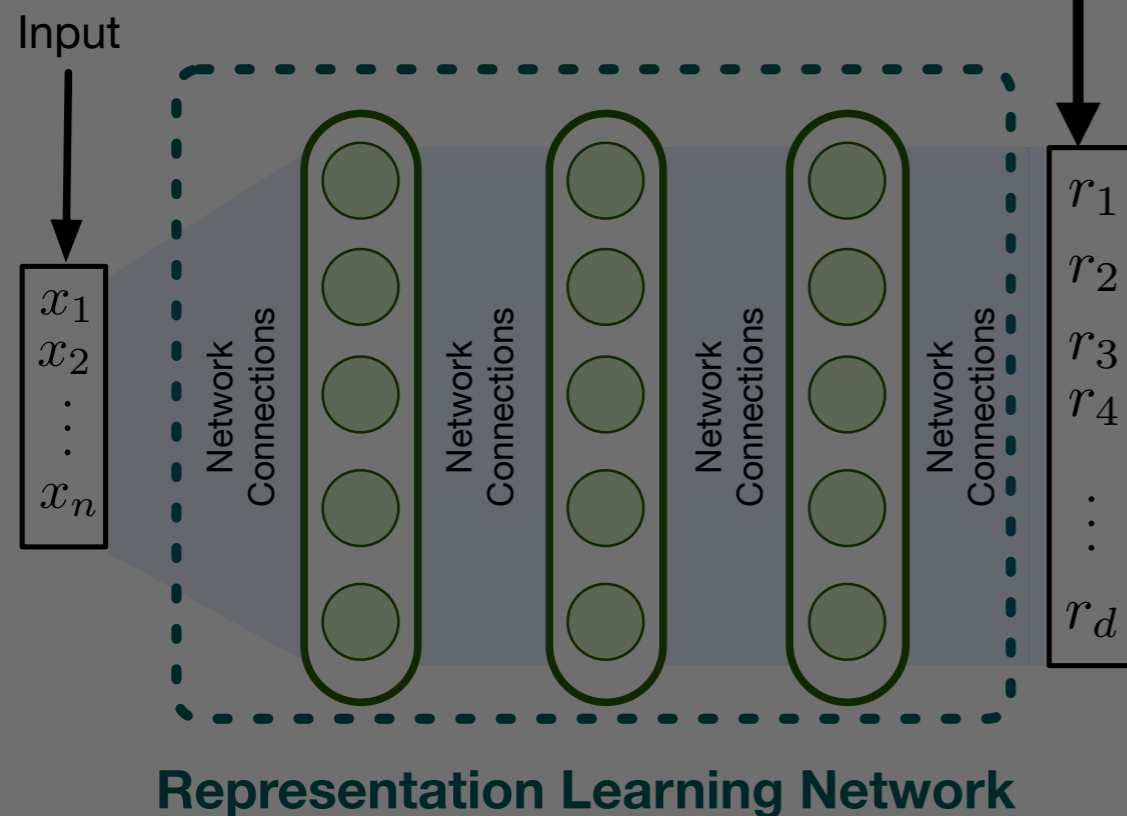 Input
x₁
x₂
⋮
xₙ
Network
Connections
Network
Connections
Network
Connections
Network
Connections
r₁
r₂
r₃
r₄
⋮
r_d
Representation Learning Network